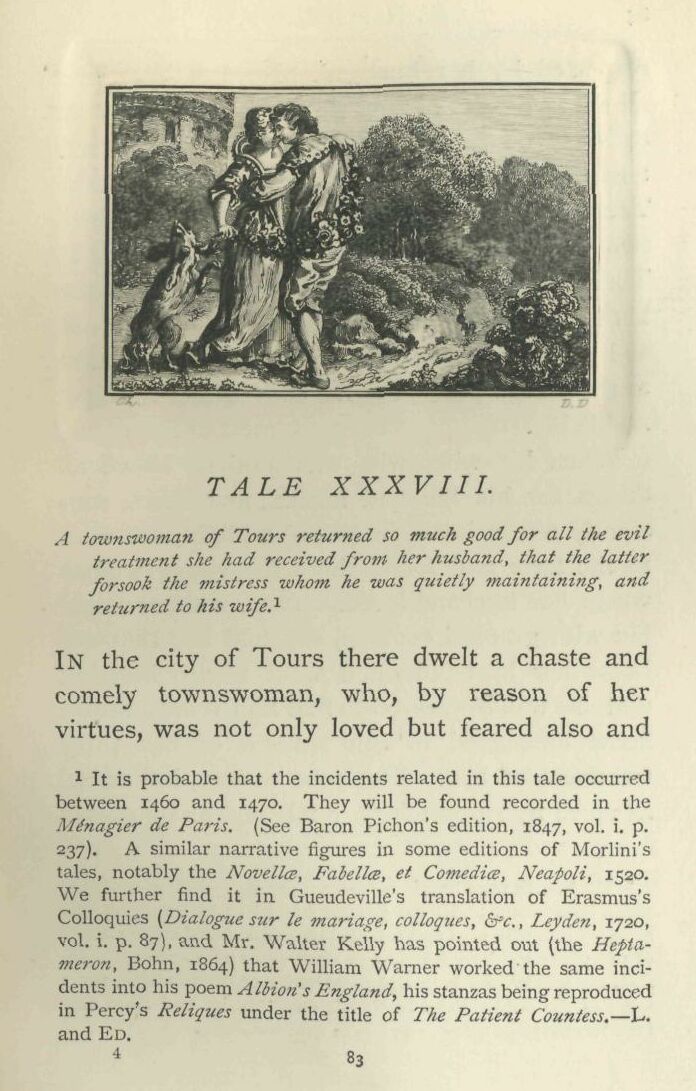 Ch.
D. D
TALE XXXVIII.
A townswoman of Tours returned so much good for all the evil
treatment she had received from her husband, that the latter
forsook the mistress whom he was quietly maintaining, and
returned to his wife.¹
IN the city of Tours there dwelt a chaste and
comely townswoman, who, by reason of her
virtues, was not only loved but feared also and
¹ It is probable that the incidents related in this tale occurred
between 1460 and 1470. They will be found recorded in the
Ménagier de Paris. (See Baron Pichon's edition, 1847, vol. i. p.
237). A similar narrative figures in some editions of Morlini's
tales, notably the Novellæ, Fabellæ, et Comediæ, Neapoli, 1520.
We further find it in Gueudeville's translation of Erasmus's
Colloquies (Dialogue sur le mariage, colloques, &c., Leyden, 1720,
vol. i. p. 87), and Mr. Walter Kelly has pointed out (the Hepta-
meron, Bohn, 1864) that William Warner worked the same inci-
dents into his poem Albion's England, his stanzas being reproduced
in Percy's Reliques under the title of The Patient Countess.—L.
and ED.
4
83